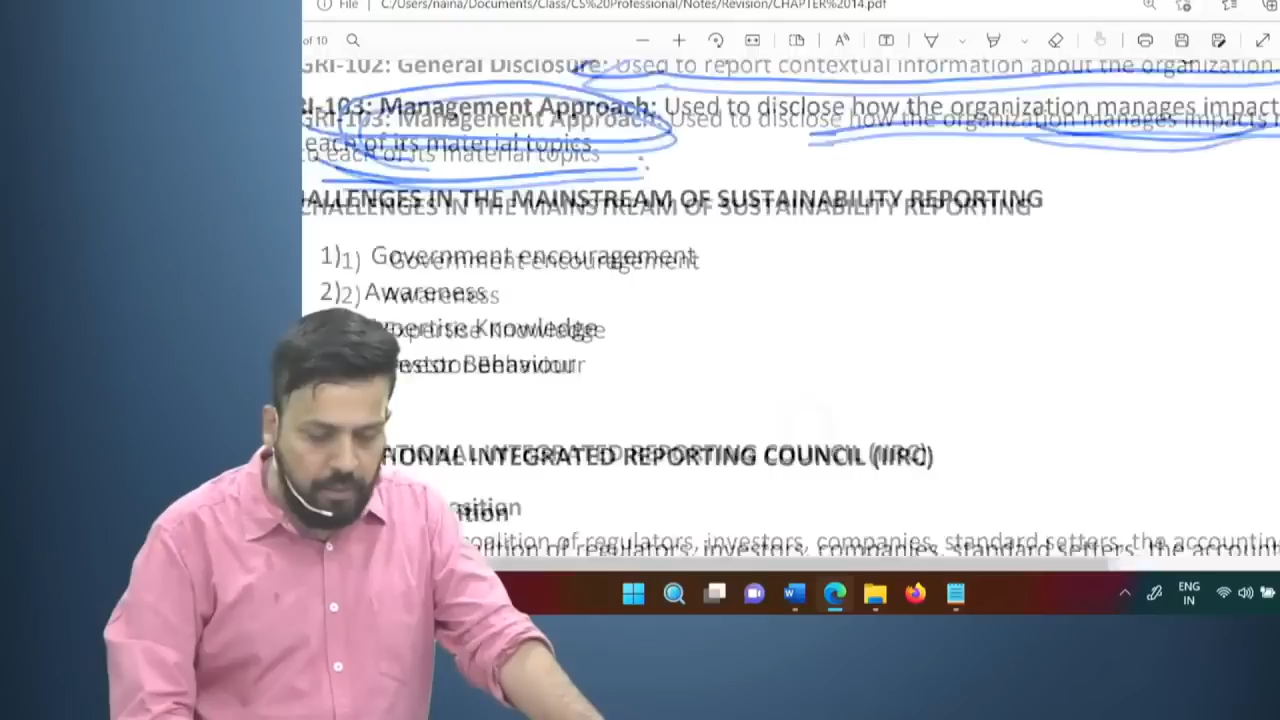 File C:/Users/naina/Documents/Class/CS%20Professional/Notes/Revision/CHAPTER%2014.pdf
of 10
GRI-102: General Disclosure: Used to report contextual information about the organization.
GRI-103: Management Approach: Used to disclose how the organization manages impacts
to each of its material topics
CHALLENGES IN THE MAINSTREAM OF SUSTAINABILITY REPORTING
1) Government encouragement
2) Awareness
Expertise Knowledge
Behaviour
INTEGRATED REPORTING COUNCIL (IIRC)
coalition of regulators, investors, companies, standard setters, the
ENG
IN